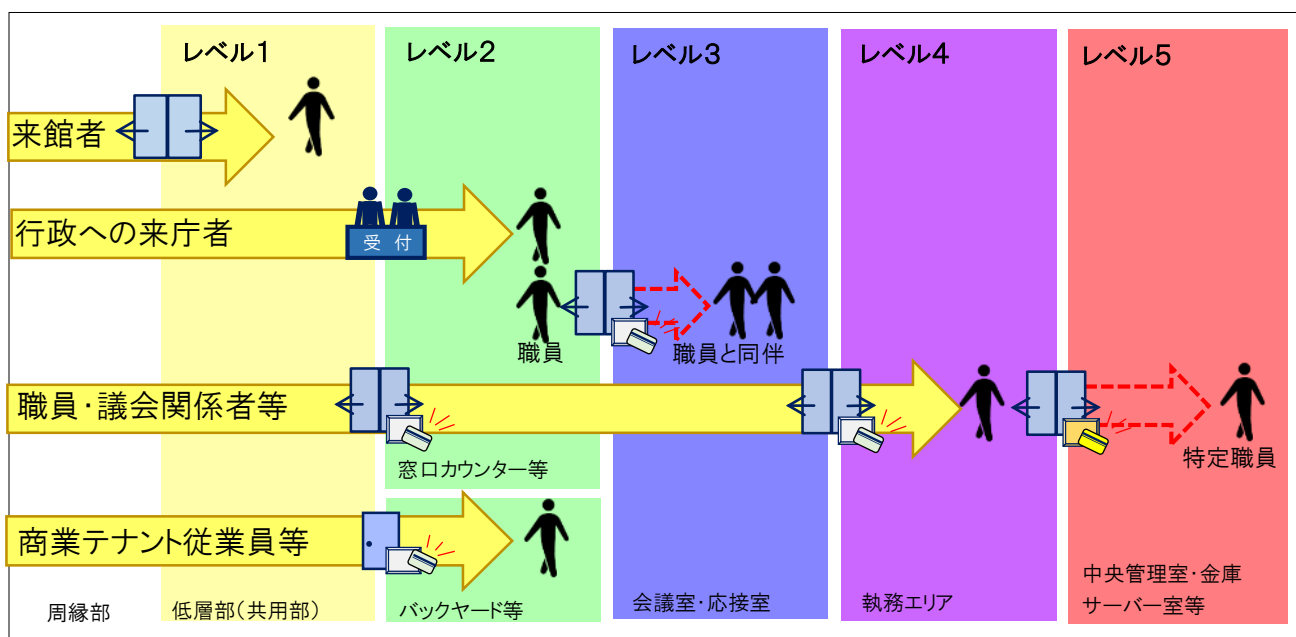 レベル1
レベル2
レベル3
レベル4
レベル5
来館者
行政への来庁者
受 付
職員
職員と同伴
職員・議会関係者等
特定職員
窓口カウンター等
商業テナント従業員等
周縁部
低層部(共用部)
バックヤード等
会議室・応接室
執務エリア
中央管理室・金庫
サーバー室等